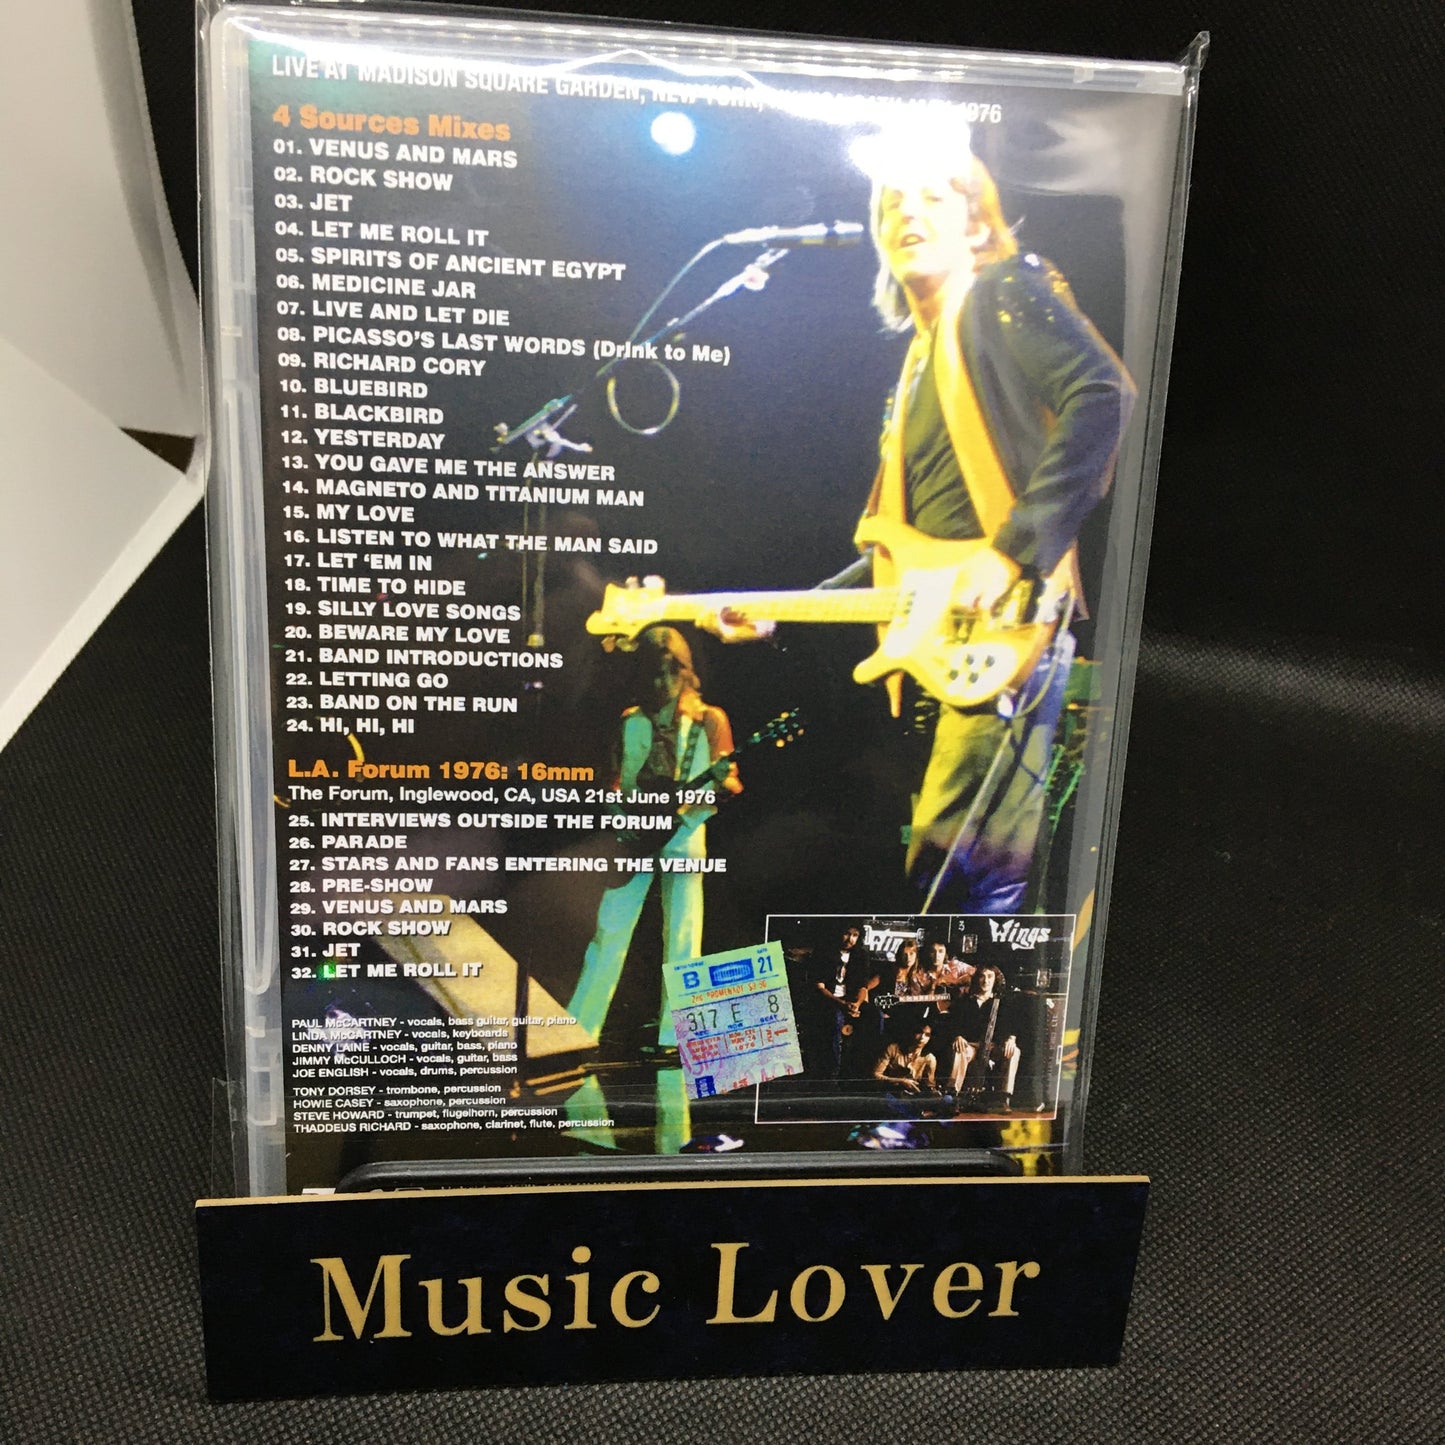 LIVE AT MADISON SQUARE GARDEN, NEW YORK, 1976
4 Sources Mixes
01. VENUS AND MARS
02. ROCK SHOW
03. JET
04. LET ME ROLL IT
05. SPIRITS OF ANCIENT EGYPT
06. MEDICINE JAR
07. LIVE AND LET DIE
08. PICASSO'S LAST WORDS (DrInk to Me)
09. RICHARD CORY
10. BLUEBIRD
11. BLACKBIRD
12. YESTERDAY
13. YOU GAVE ME THE ANSWER
14. MAGNETO AND TITANIUM MAN
15. MY LOVE
16. LISTEN TO WHAT THE MAN SAID
17. LET 'EM IN
18. TIME TO HIDE
19. SILLY LOVE SONGS
20. BEWARE MY LOVE
21. BAND INTRODUCTIONS
22. LETTING GO
23. BAND ON THE RUN
24. HI, HI, HI
L.A. Forum 1976: 16mm
The Forum, Inglewood, CA, USA 21st June 1976
25. INTERVIEWS OUTSIDE THE FORUM
26. PARADE
27. STARS AND FANS ENTERING THE VENUE
28. PRE-SHOW
29. VENUS AND MARS
30. ROCK SHOW
31. JET
32. LET ME ROLL IT
PAUL McCARTNEY - vocals, bass guitar, guitar, piano
LINDA McCARTNEY - vocals, keyboards
DENNY LAINE - vocals, guitar, bass, piano
JIMMY McCULLOCH - vocals, guitar, bass
JOE ENGLISH - vocals, drums, percussion
TONY DORSEY - trombone, percussion
HOWIE CASEY - saxophone, percussion
STEVE HOWARD - trumpet, flugelhorn, percussion
THADDEUS RICHARD - saxophone, clarinet, flute, percussion
Wings
B 21
317 E 8
Music Lover